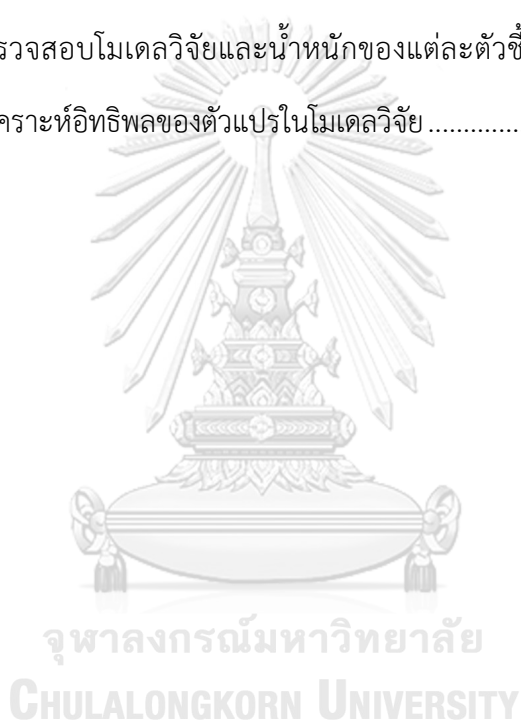 รวจสอบโมเดลวิจัยและน้ำหนักของแต่ละตัวชี้
คราะห์อิทธิพลของตัวแปรในโมเดลวิจัย .............
จุฬาลงกรณ์มหาวิทยาลัย
CHULALONGKORN UNIVERSITY